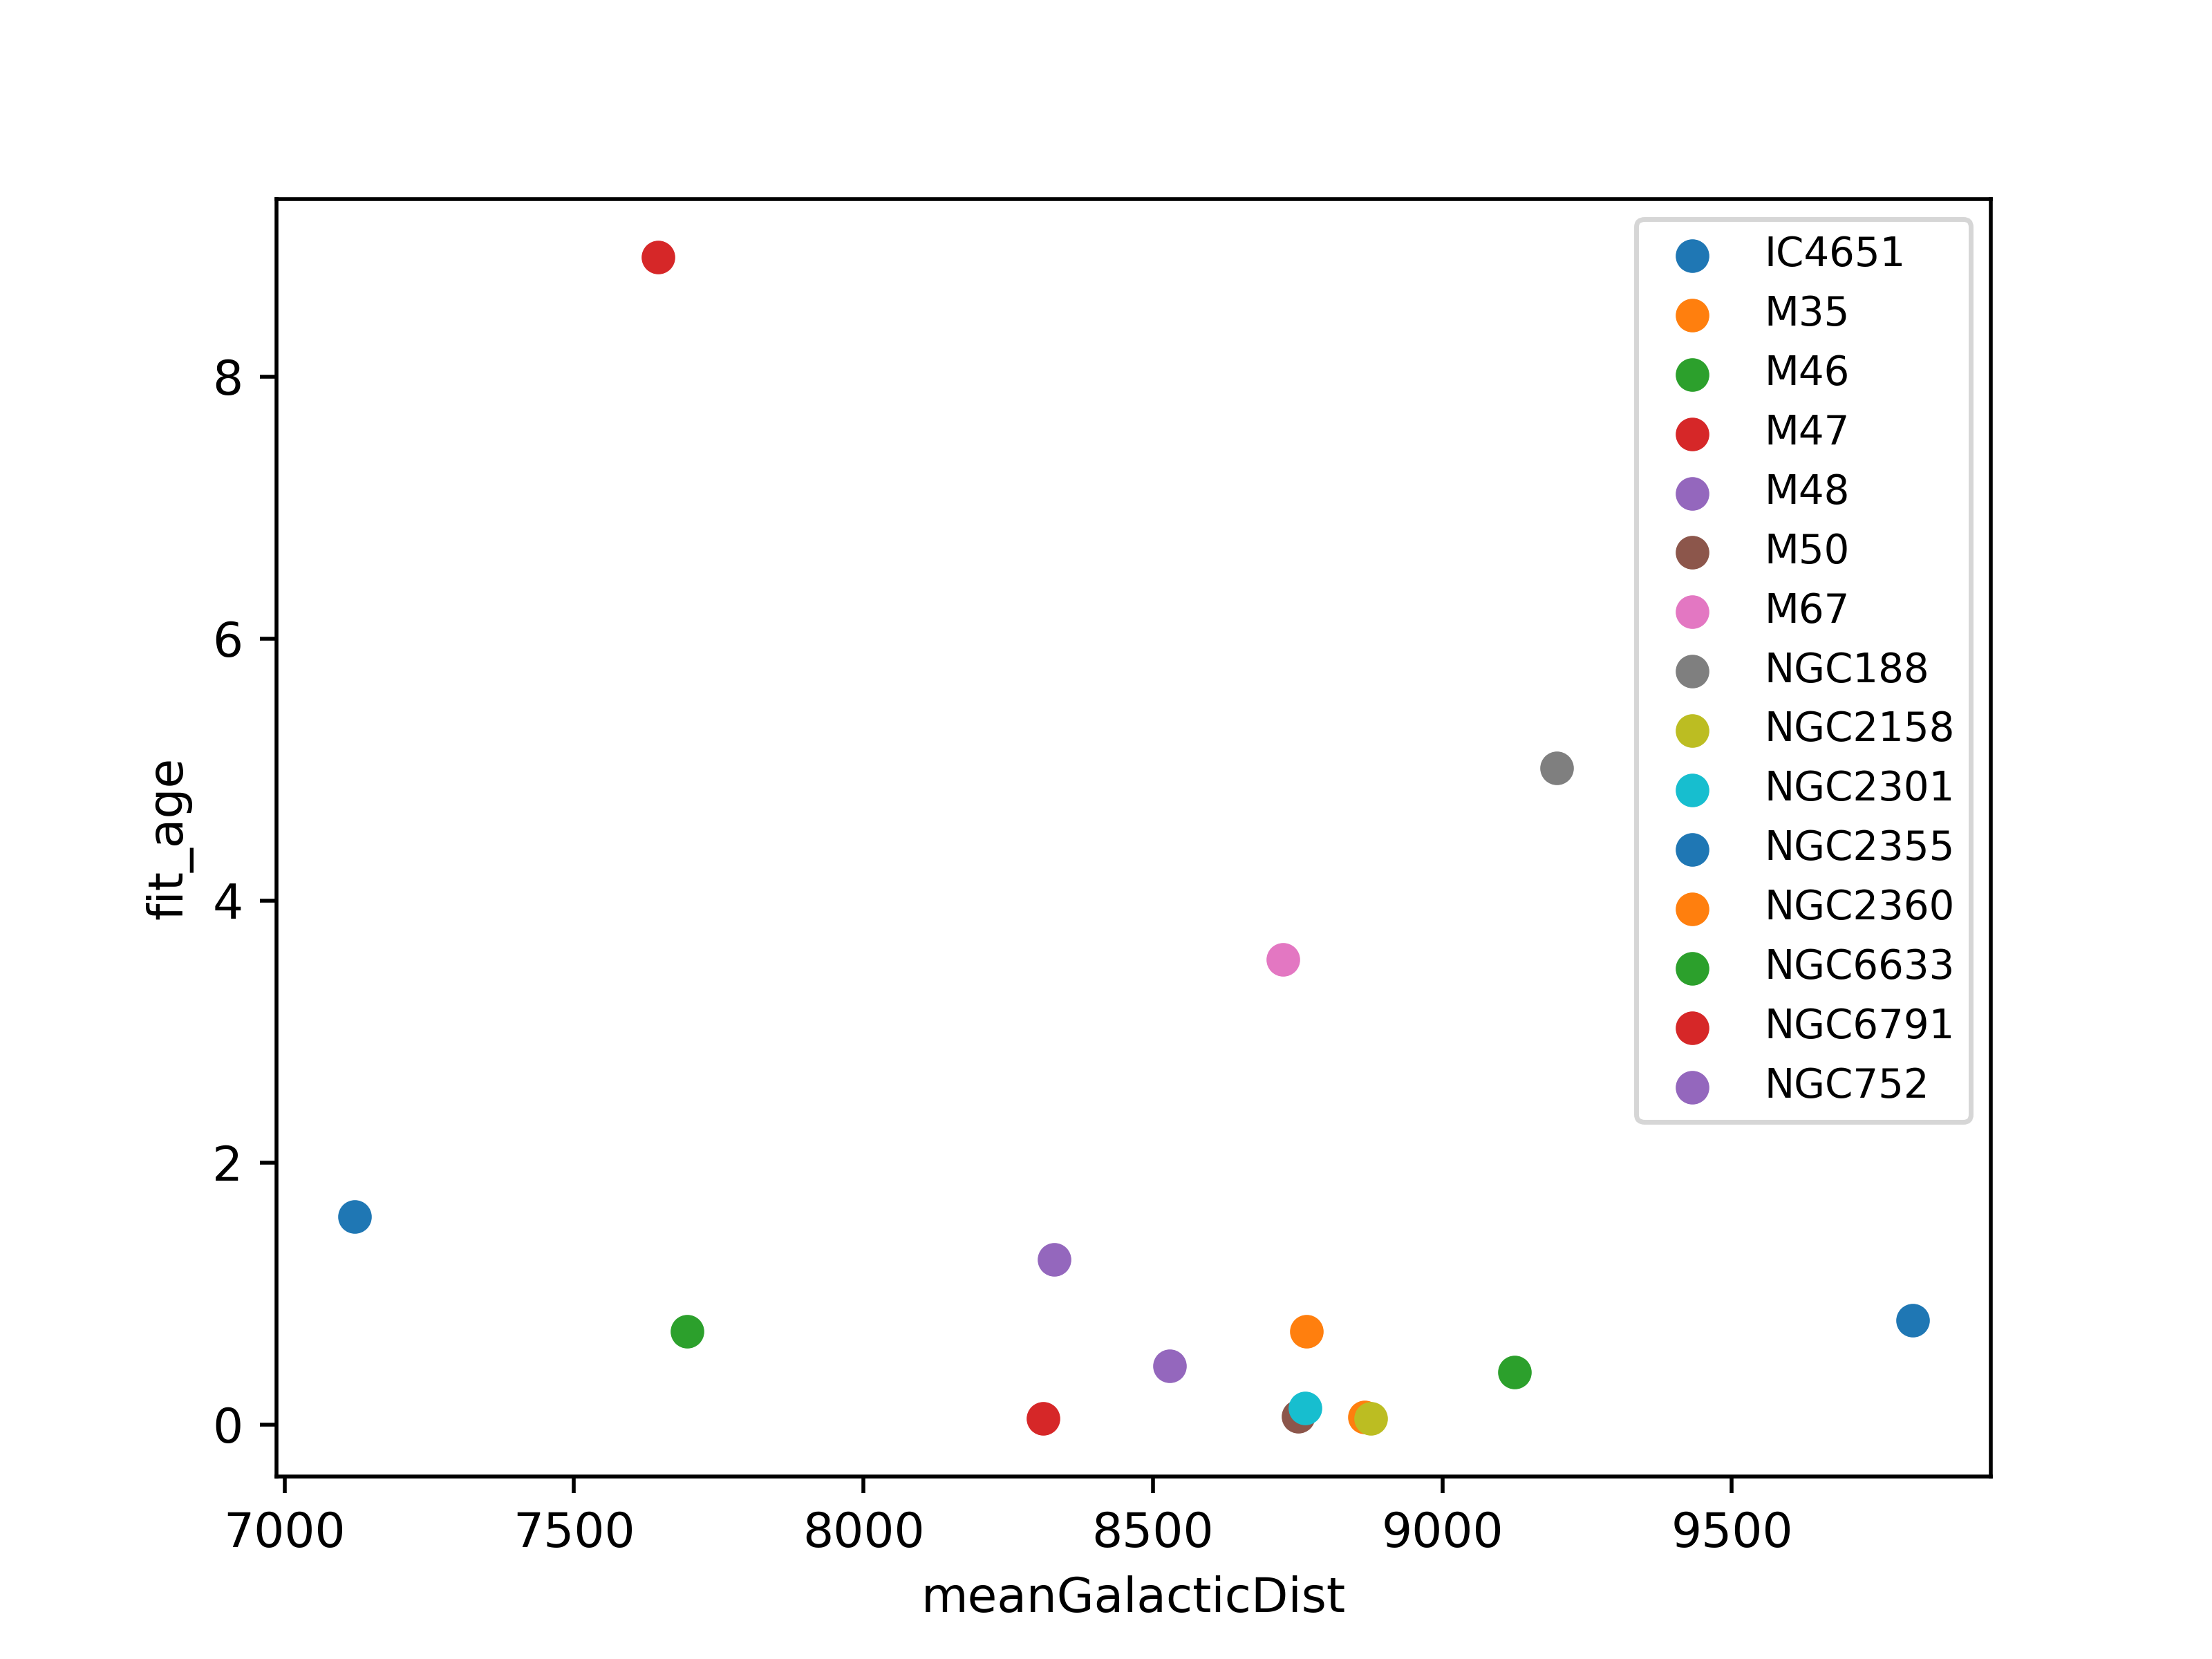 8
6
4
2
0
fit_age
7000 7500 8000 8500 9000 9500
meanGalacticDist
IC4651
M35
M46
M47
M48
M50
M67
NGC188
NGC2158
NGC2301
NGC2355
NGC2360
NGC6633
NGC6791
NGC752